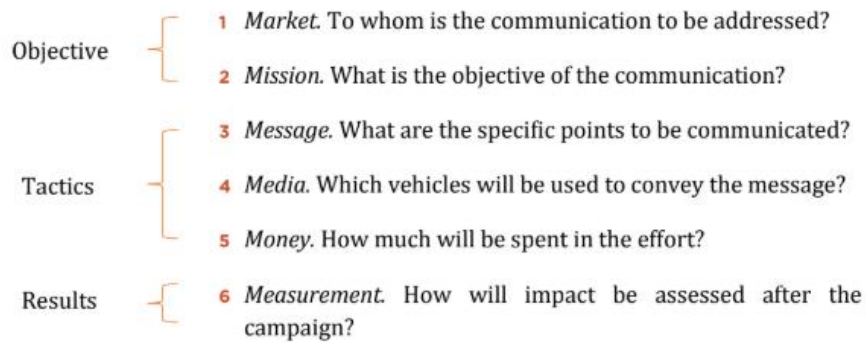 Objective
1 Market. To whom is the communication to be addressed?
2 Mission. What is the objective of the communication?
Tactics
3 Message. What are the specific points to be communicated?
4 Media. Which vehicles will be used to convey the message?
5 Money. How much will be spent in the effort?
Results
6 Measurement. How will impact be assessed after the
campaign?